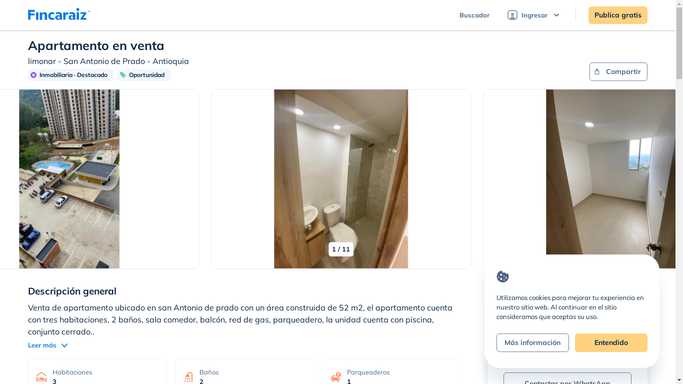 Fincaraiz
Buscador
Ingresar
Publica gratis
Apartamento en venta
limonar - San Antonio de Prado - Antioquia
Inmobiliaria - Destacado
Oportunidad
Compartir
1 / 11
Descripción general
Venta de apartamento ubicado en san Antonio de prado con un área construida de 52 m2, el apartamento cuenta
con tres habitaciones, 2 baños, sala comedor, balcón, red de gas, parqueadero, la unidad cuenta con piscina,
conjunto cerrado..
Leer más
Habitaciones
3
Baños
2
Parqueaderos
1
Utilizamos cookies para mejorar tu experiencia en
nuestro sitio web. Al continuar en el sitio
consideramos que aceptas su uso.
Más información
Entendido
Contactar por WhatsApp